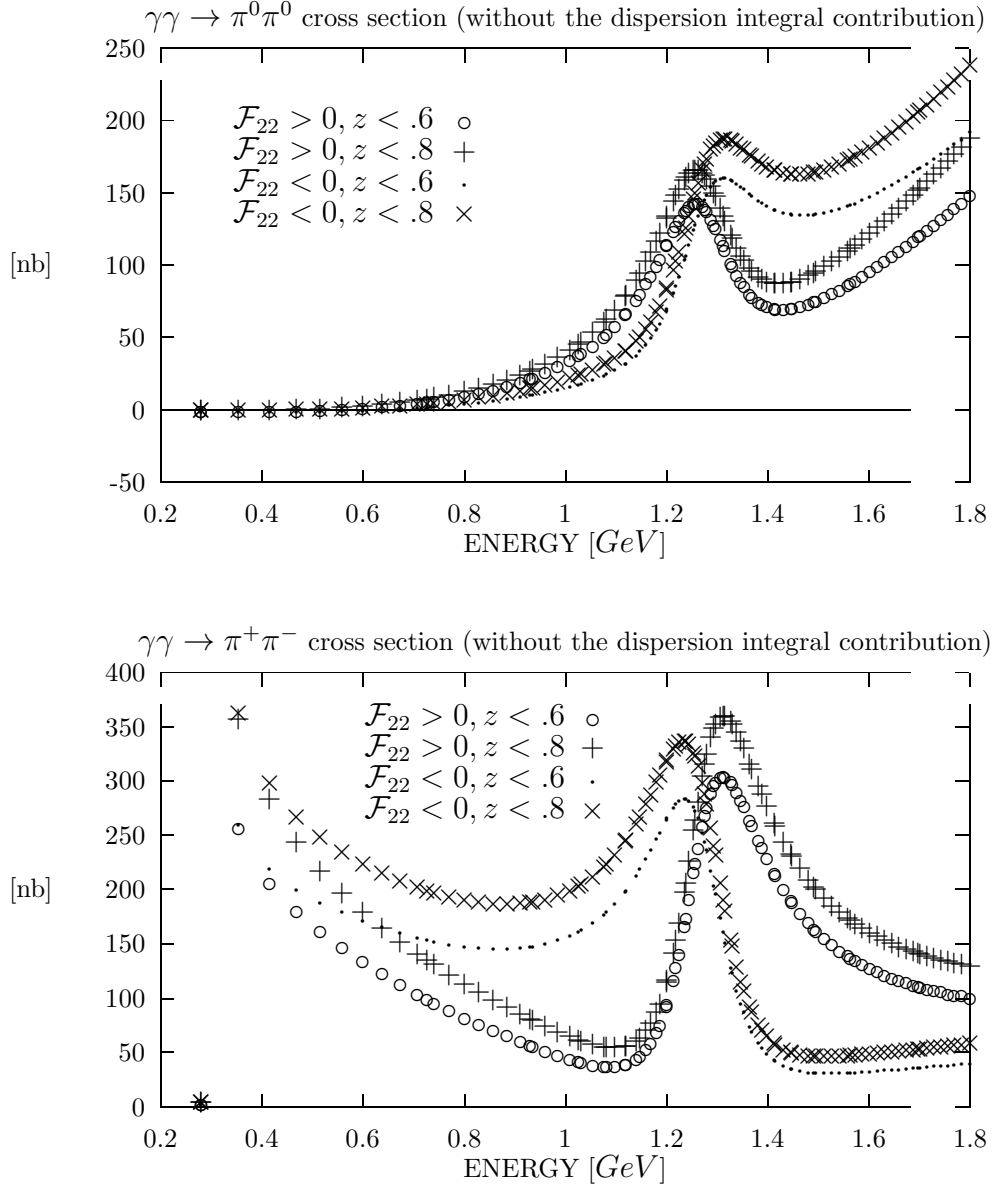 γγ → π⁰π⁰ cross section (without the dispersion integral contribution)
250
200
150
100
50
0
-50
[nb]
ℱ₂₂ > 0, z < .6
ℱ₂₂ > 0, z < .8
ℱ₂₂ < 0, z < .6
ℱ₂₂ < 0, z < .8
0.2 0.4 0.6 0.8 1 1.2 1.4 1.6 1.8
ENERGY [GeV]
γγ → π⁺π⁻ cross section (without the dispersion integral contribution)
400
350
300
250
200
150
100
50
0
[nb]
ℱ₂₂ > 0, z < .6
ℱ₂₂ > 0, z < .8
ℱ₂₂ < 0, z < .6
ℱ₂₂ < 0, z < .8
0.2 0.4 0.6 0.8 1 1.2 1.4 1.6 1.8
ENERGY [GeV]